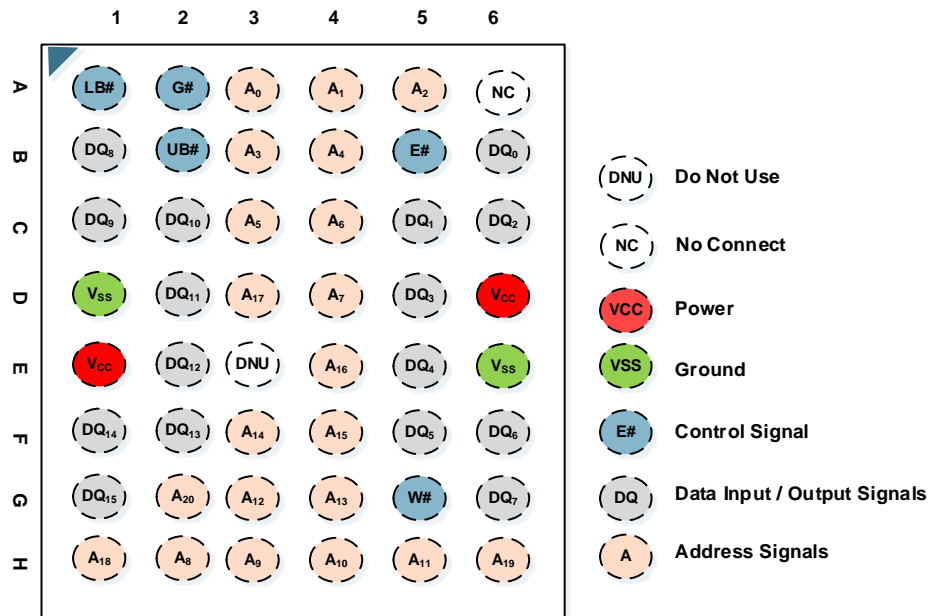 1 2 3 4 5 6
A LB# G# A₀ A₁ A₂ NC
B DQ₈ UB# A₃ A₄ E# DQ₀
C DQ₉ DQ₁₀ A₅ A₆ DQ₁ DQ₂
D VSS DQ₁₁ A₁₇ A₇ DQ₃ VCC
E VCC DQ₁₂ DNU A₁₆ DQ₄ VSS
F DQ₁₄ DQ₁₃ A₁₄ A₁₅ DQ₅ DQ₆
G DQ₁₅ A₂₀ A₁₂ A₁₃ W# DQ₇
H A₁₈ A₈ A₉ A₁₀ A₁₁ A₁₉
DNU Do Not Use
NC No Connect
VCC Power
VSS Ground
E# Control Signal
DQ Data Input / Output Signals
A Address Signals